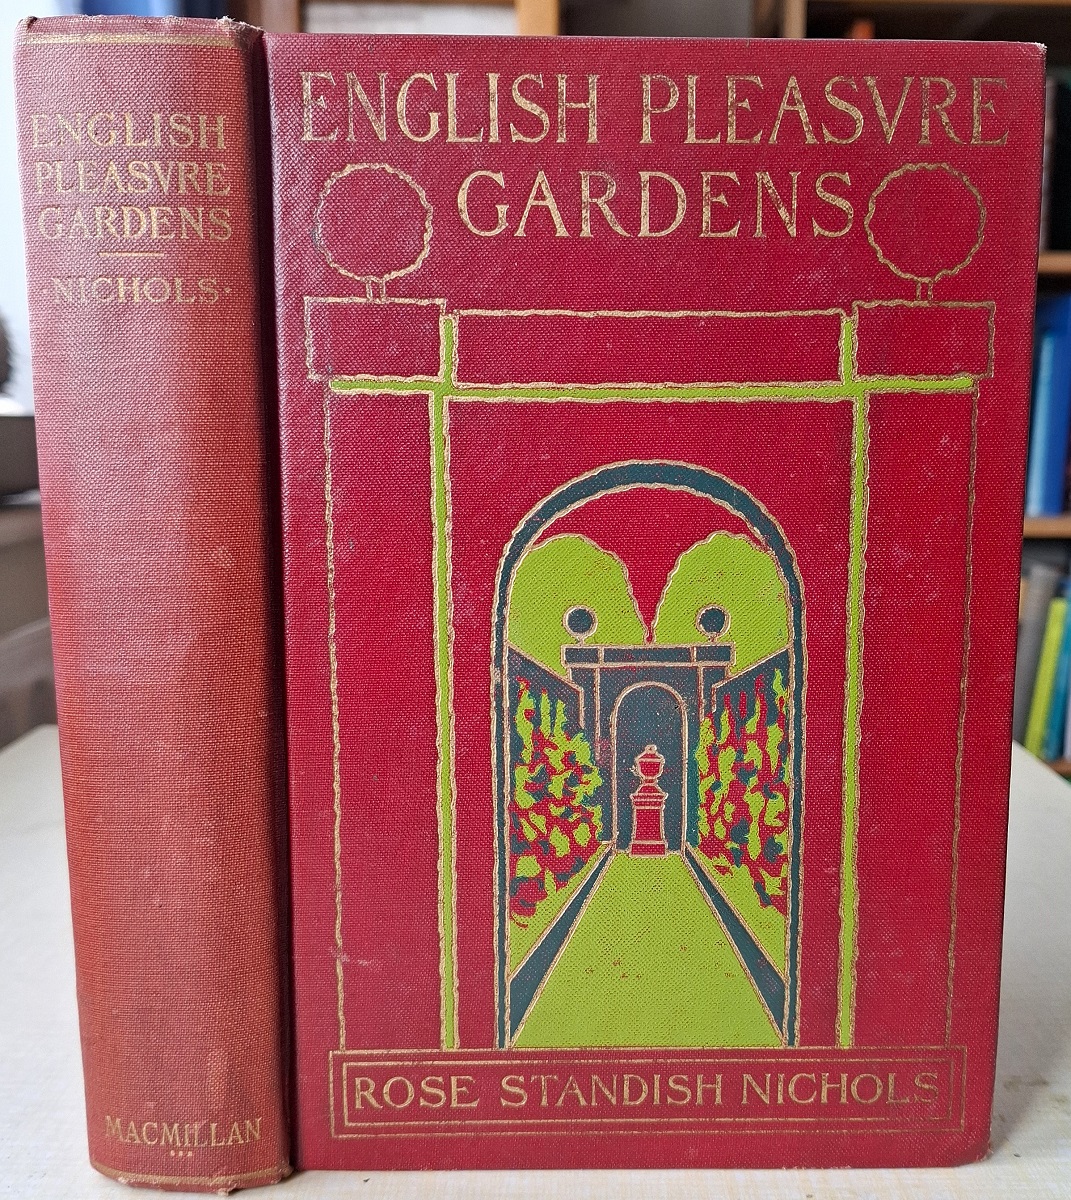 ENGLISH
PLEASVRE
GARDENS
·NICHOLS·
MACMILLAN
ENGLISH PLEASVRE
GARDENS
ROSE STANDISH NICHOLS